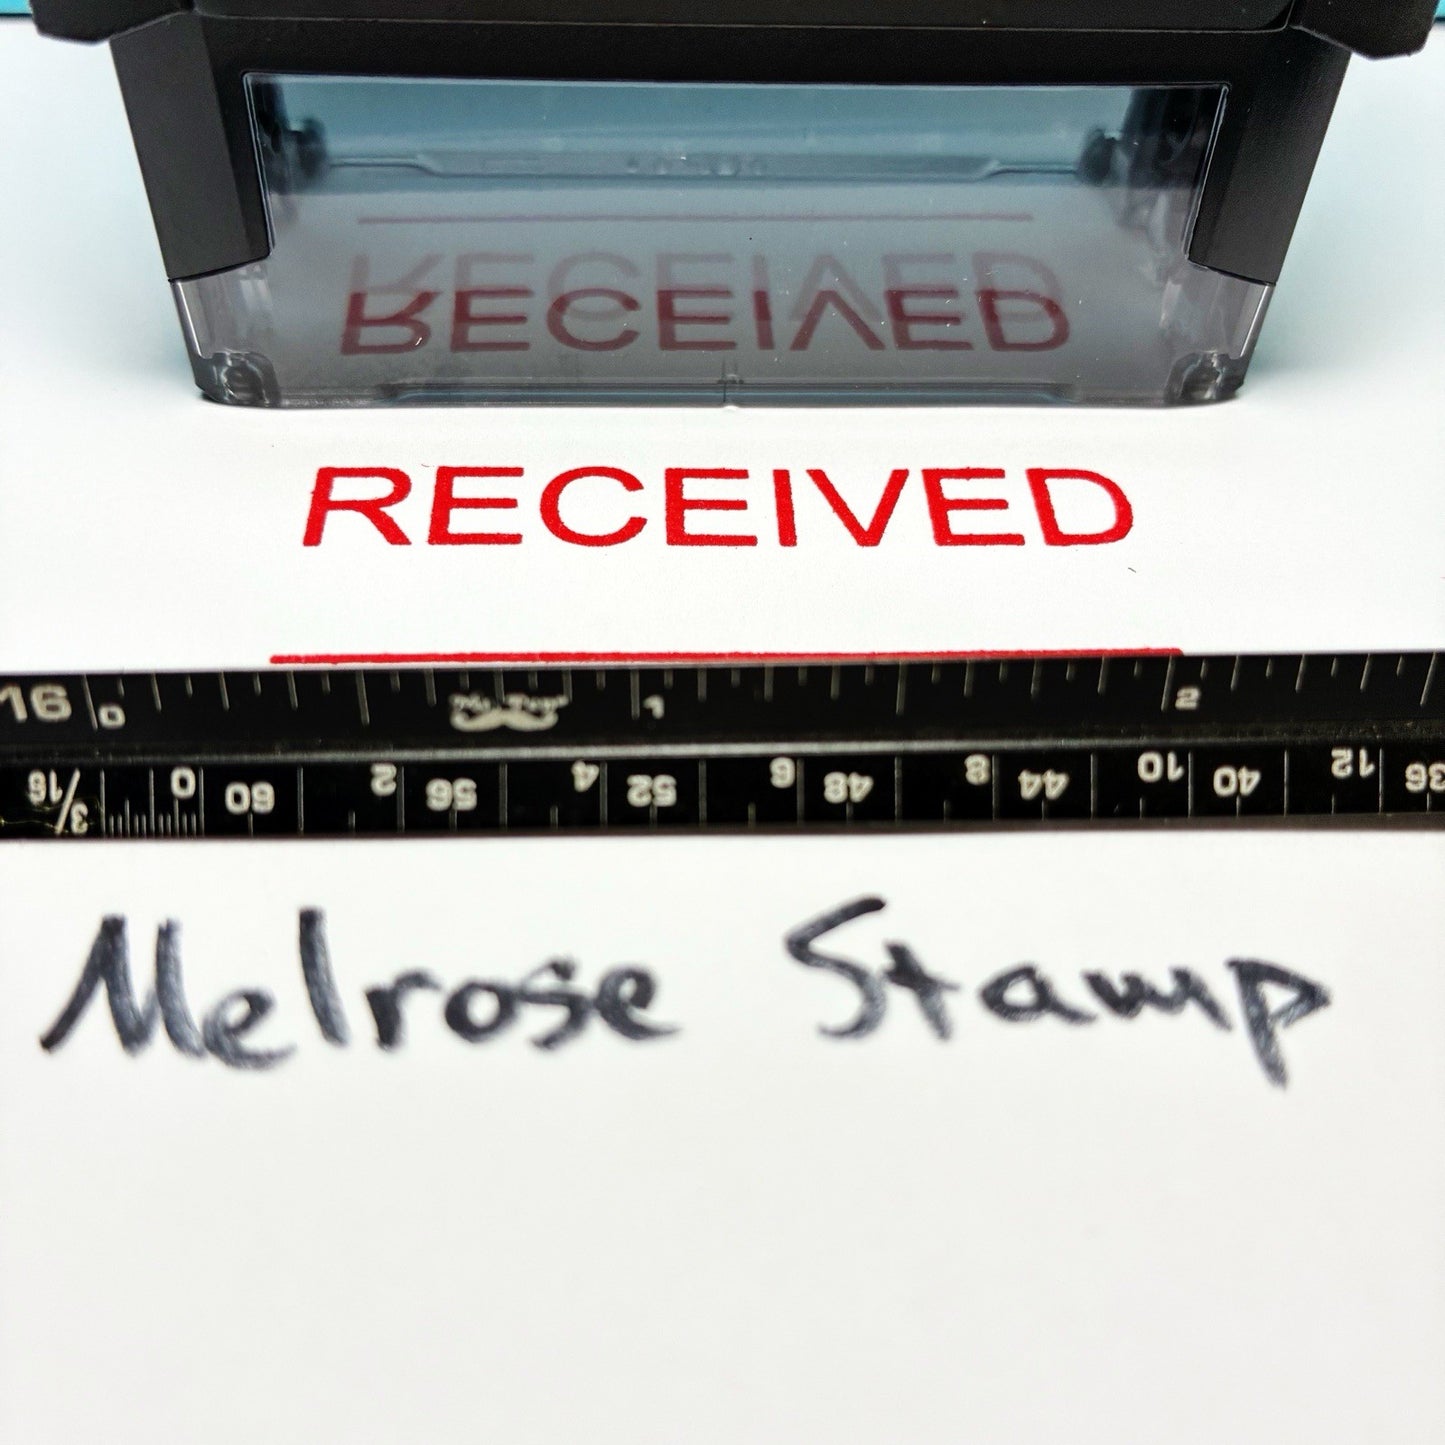 RECEIVED
RECEIVED
16 0 1 2
3/16 0 60 2 56 4 52 6 48 8 44 10 40 12 36
Melrose Stamp